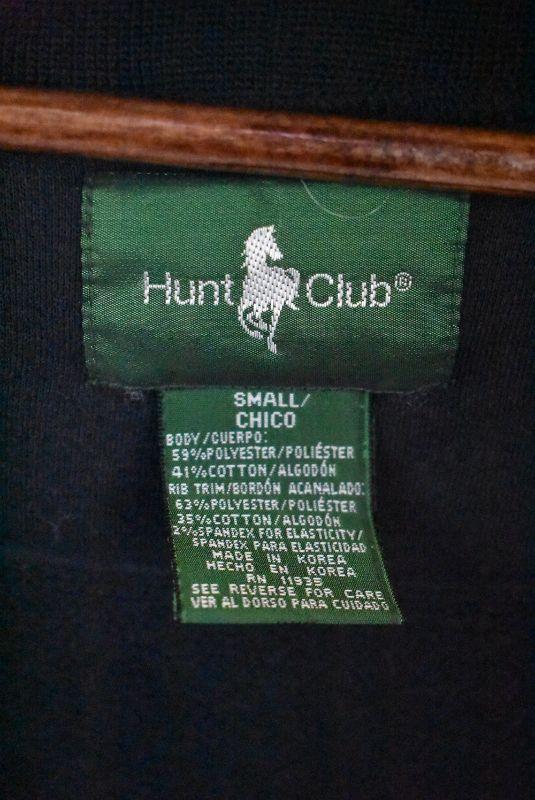 Hunt Club®
SMALL/
CHICO
BODY/CUERPO:
59%POLYESTER/POLIÉSTER
41%COTTON/ALGODÓN
RIB TRIM/BORDÓN ACANALADO:
63%POLYESTER/POLIÉSTER
35%COTTON/ALGODÓN
2%SPANDEX FOR ELASTICITY/
SPANDEX PARA ELASTICIDAD
MADE IN KOREA
HECHO EN KOREA
RN 11939
SEE REVERSE FOR CARE
VER AL DORSO PARA CUIDADO